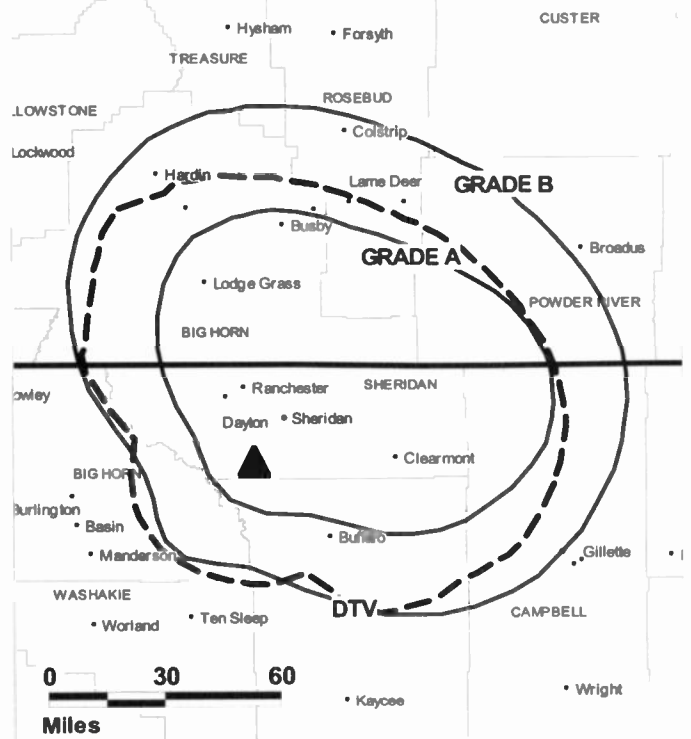 CUSTER
Hysham
Forsyth
TREASURE
ROSEBUD
LLOWSTONE
Colstrip
Lockwood
Hardin
Lame Deer
GRADE B
Busby
Broadus
GRADE A
Lodge Grass
POWDER RIVER
BIG HORN
Ranchester
SHERIDAN
owley
Dayton
Sheridan
Clearmont
BIG HORN
Burlington
Basin
Buffalo
Manderson
Gillette
WASHAKIE
DTV
CAMPBELL
Ten Sleep
Worland
0 30 60
Wright
Kaycee
Miles